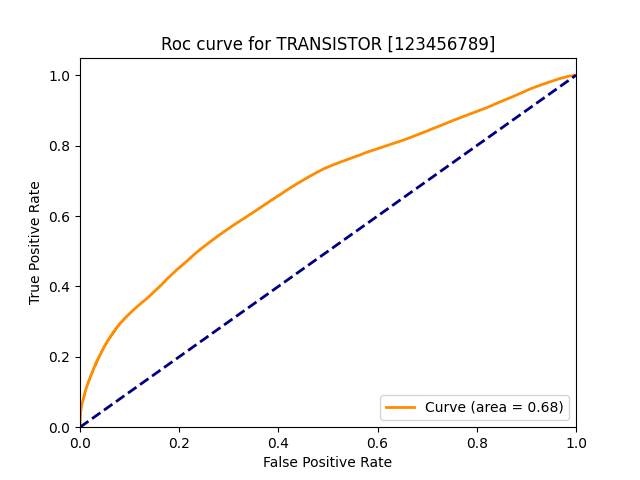 Roc curve for TRANSISTOR [123456789]
True Positive Rate
1.0
0.8
0.6
0.4
0.2
0.0
Curve (area = 0.68)
0.0 0.2 0.4 0.6 0.8 1.0
False Positive Rate